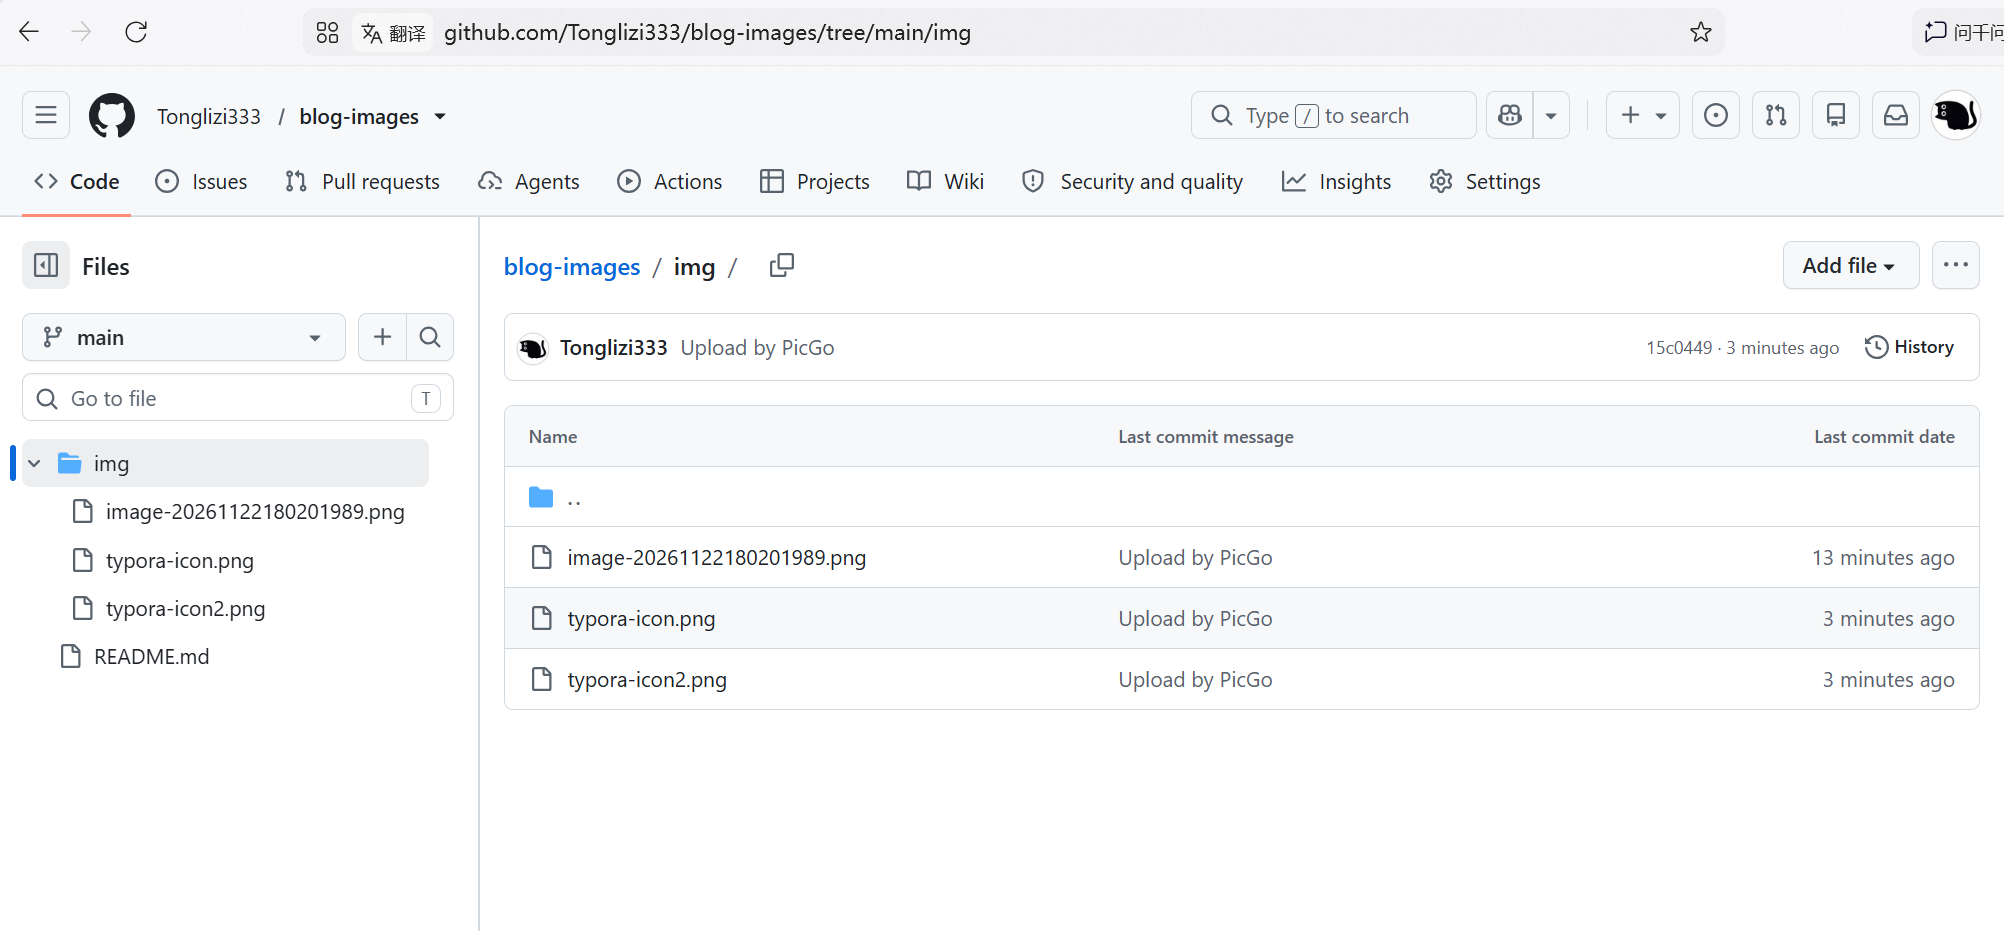 翻译 github.com/Tonglizi333/blog-images/tree/main/img 问千问
Tonglizi333 / blog-images Type / to search
Code Issues Pull requests Agents Actions Projects Wiki Security and quality Insights Settings
Files
main
Go to file T
img
image-20261122180201989.png
typora-icon.png
typora-icon2.png
README.md
blog-images / img / Add file
Tonglizi333 Upload by PicGo 15c0449 · 3 minutes ago History
Name Last commit message Last commit date
..
image-20261122180201989.png Upload by PicGo 13 minutes ago
typora-icon.png Upload by PicGo 3 minutes ago
typora-icon2.png Upload by PicGo 3 minutes ago